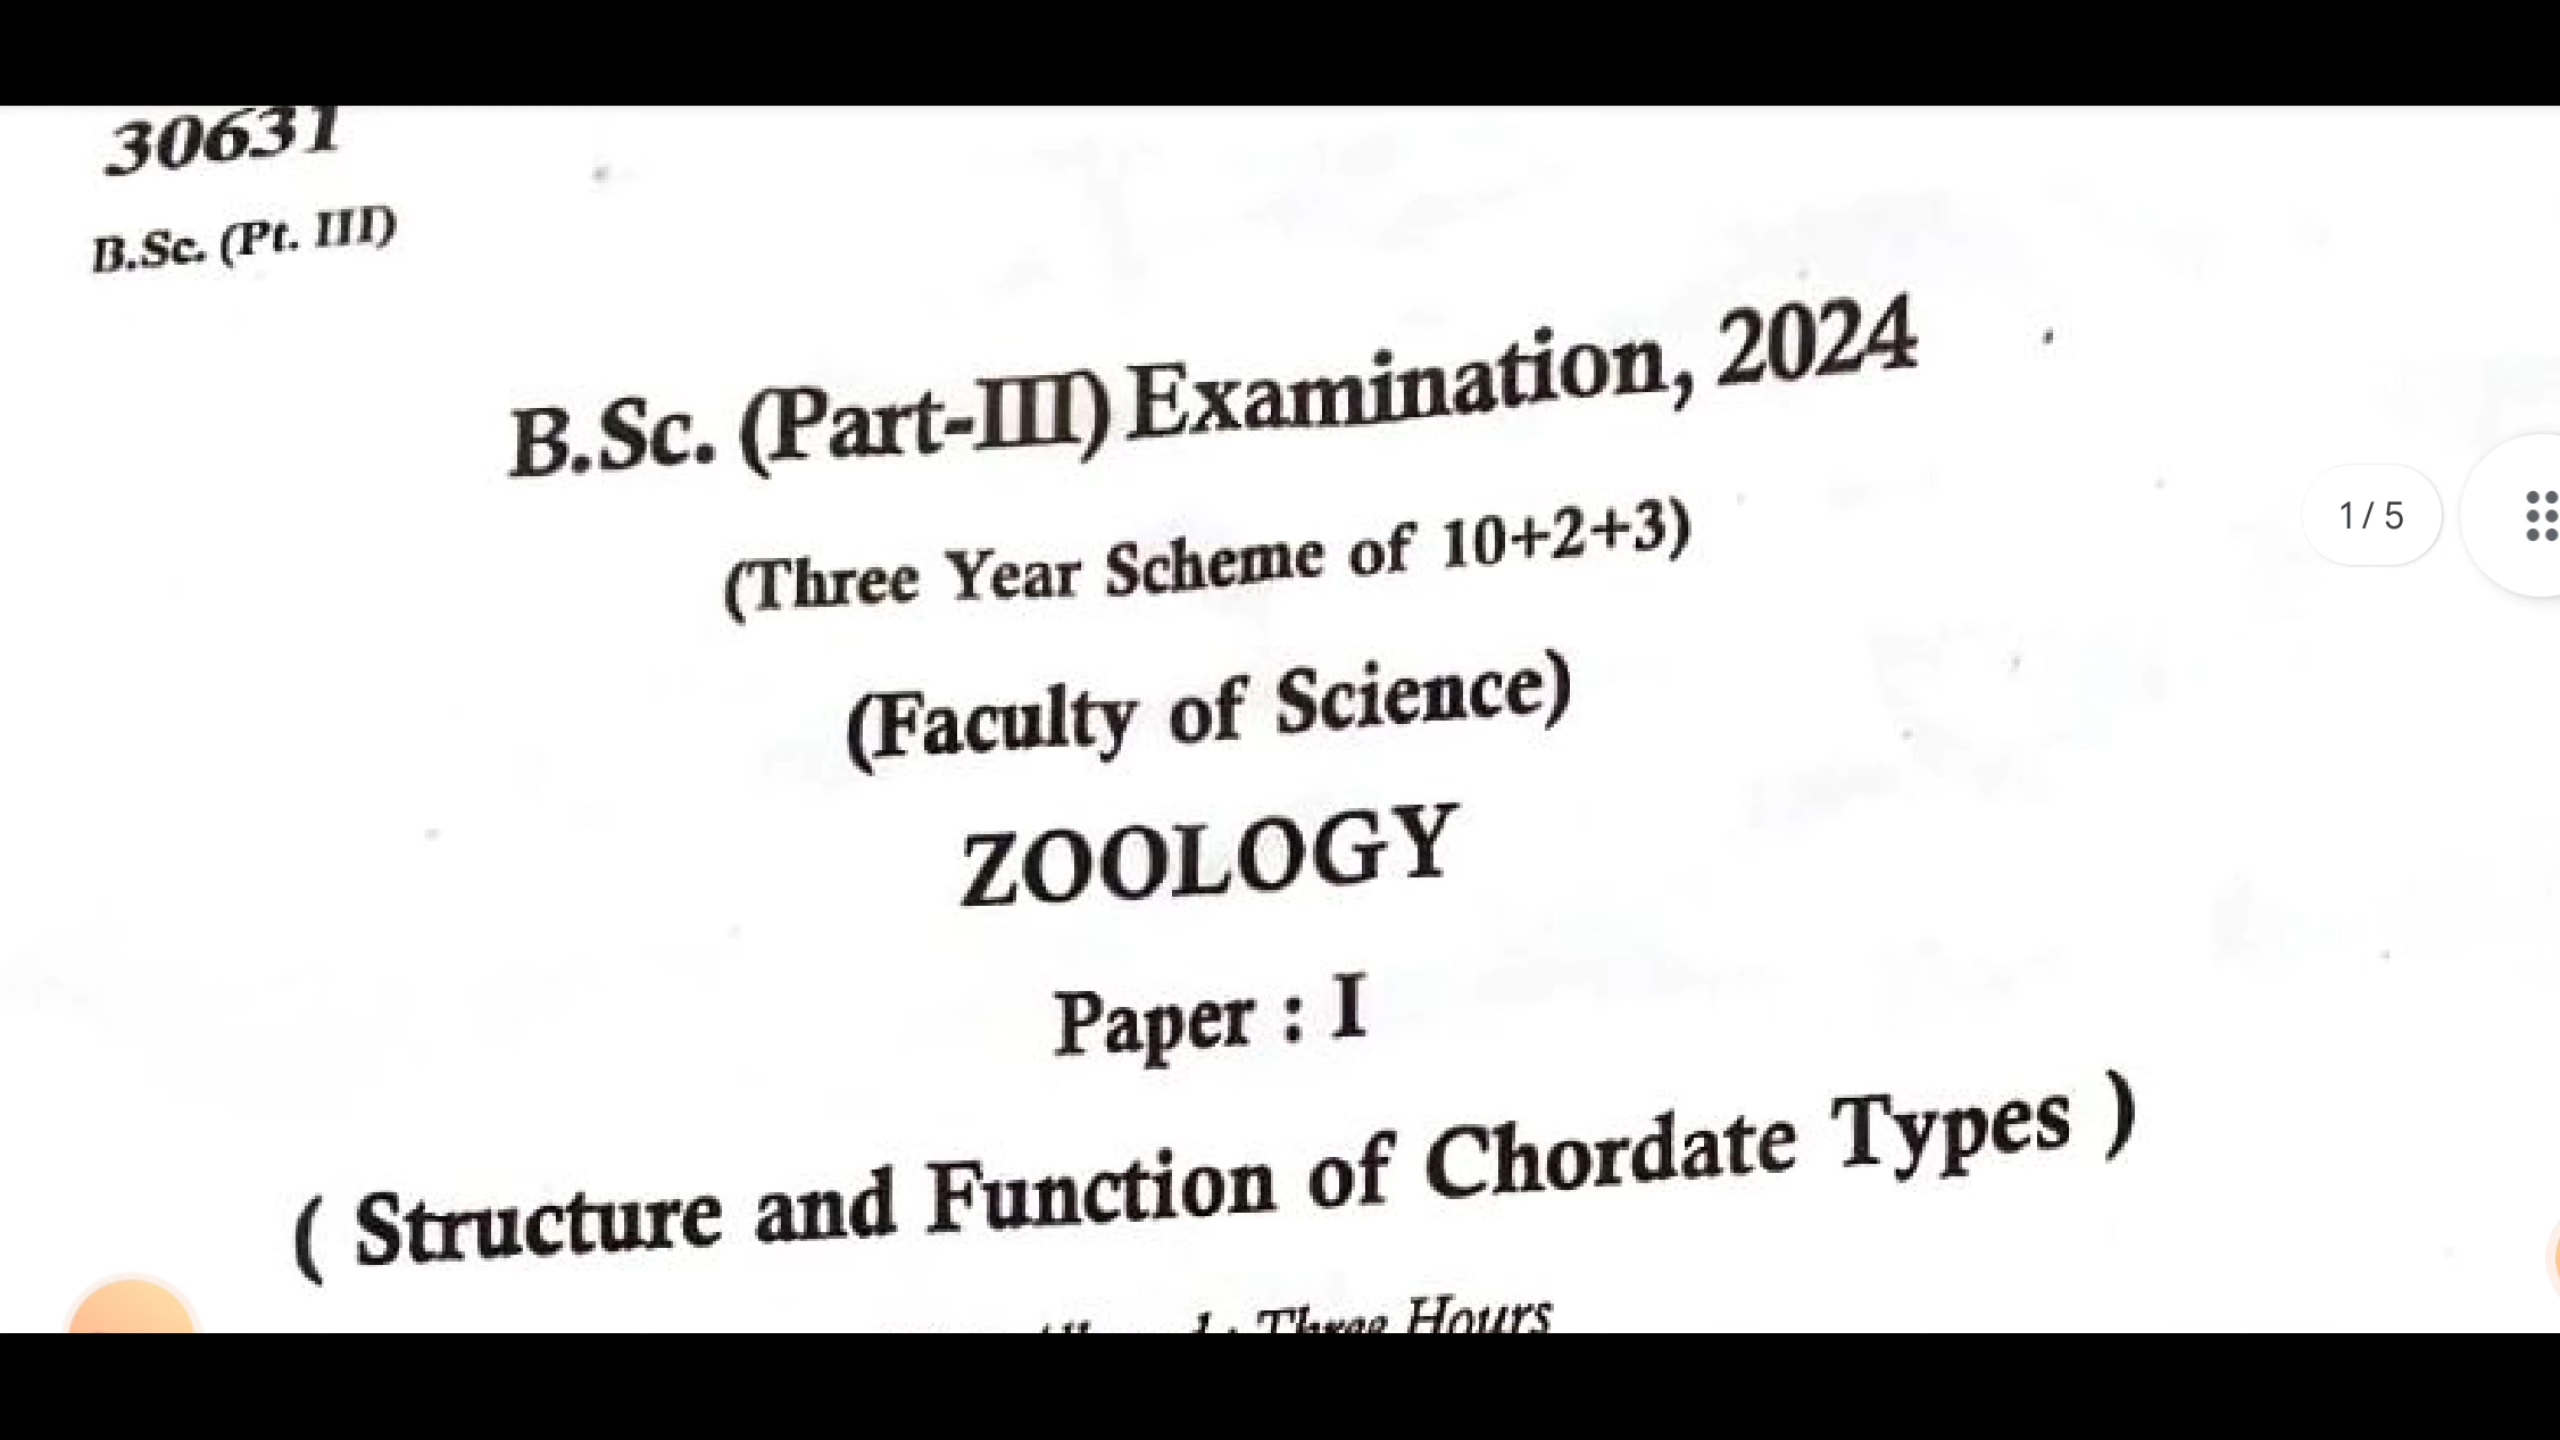 30631
B.Sc. (Pt. III)
B.Sc. (Part-III) Examination, 2024
(Three Year Scheme of 10+2+3)
(Faculty of Science)
1 / 5
ZOOLOGY
Paper : I
( Structure and Function of Chordate Types )
: Three Hours